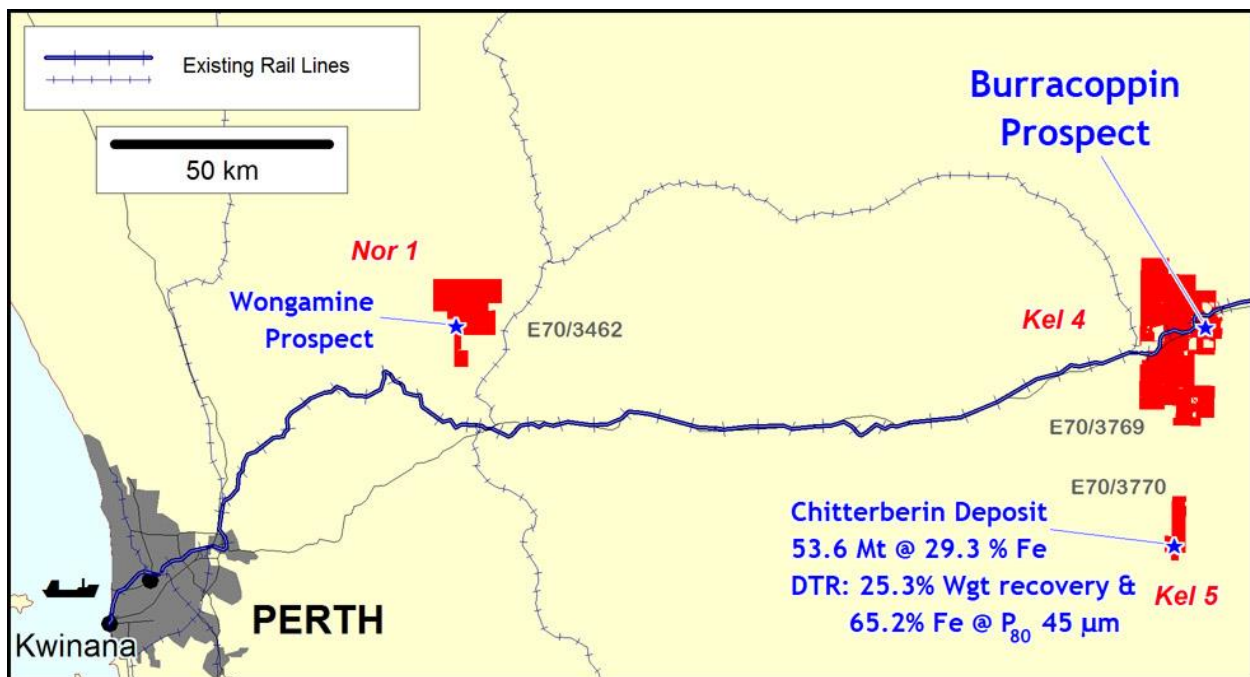 Existing Rail Lines
50 km
Burracoppin
Prospect
Nor 1
Wongamine
Prospect
E70/3462
Kel 4
E70/3769
E70/3770
Chitterberin Deposit
53.6 Mt @ 29.3 % Fe
DTR: 25.3% Wgt recovery &
65.2% Fe @ P80 45 µm
Kel 5
PERTH
Kwinana